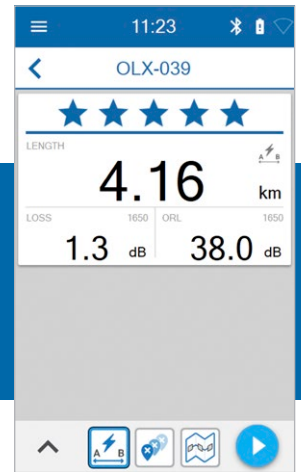 11:23
OLX-039
LENGTH
A B
4.16 km
LOSS 1650 ORL 1650
1.3 dB 38.0 dB
A B